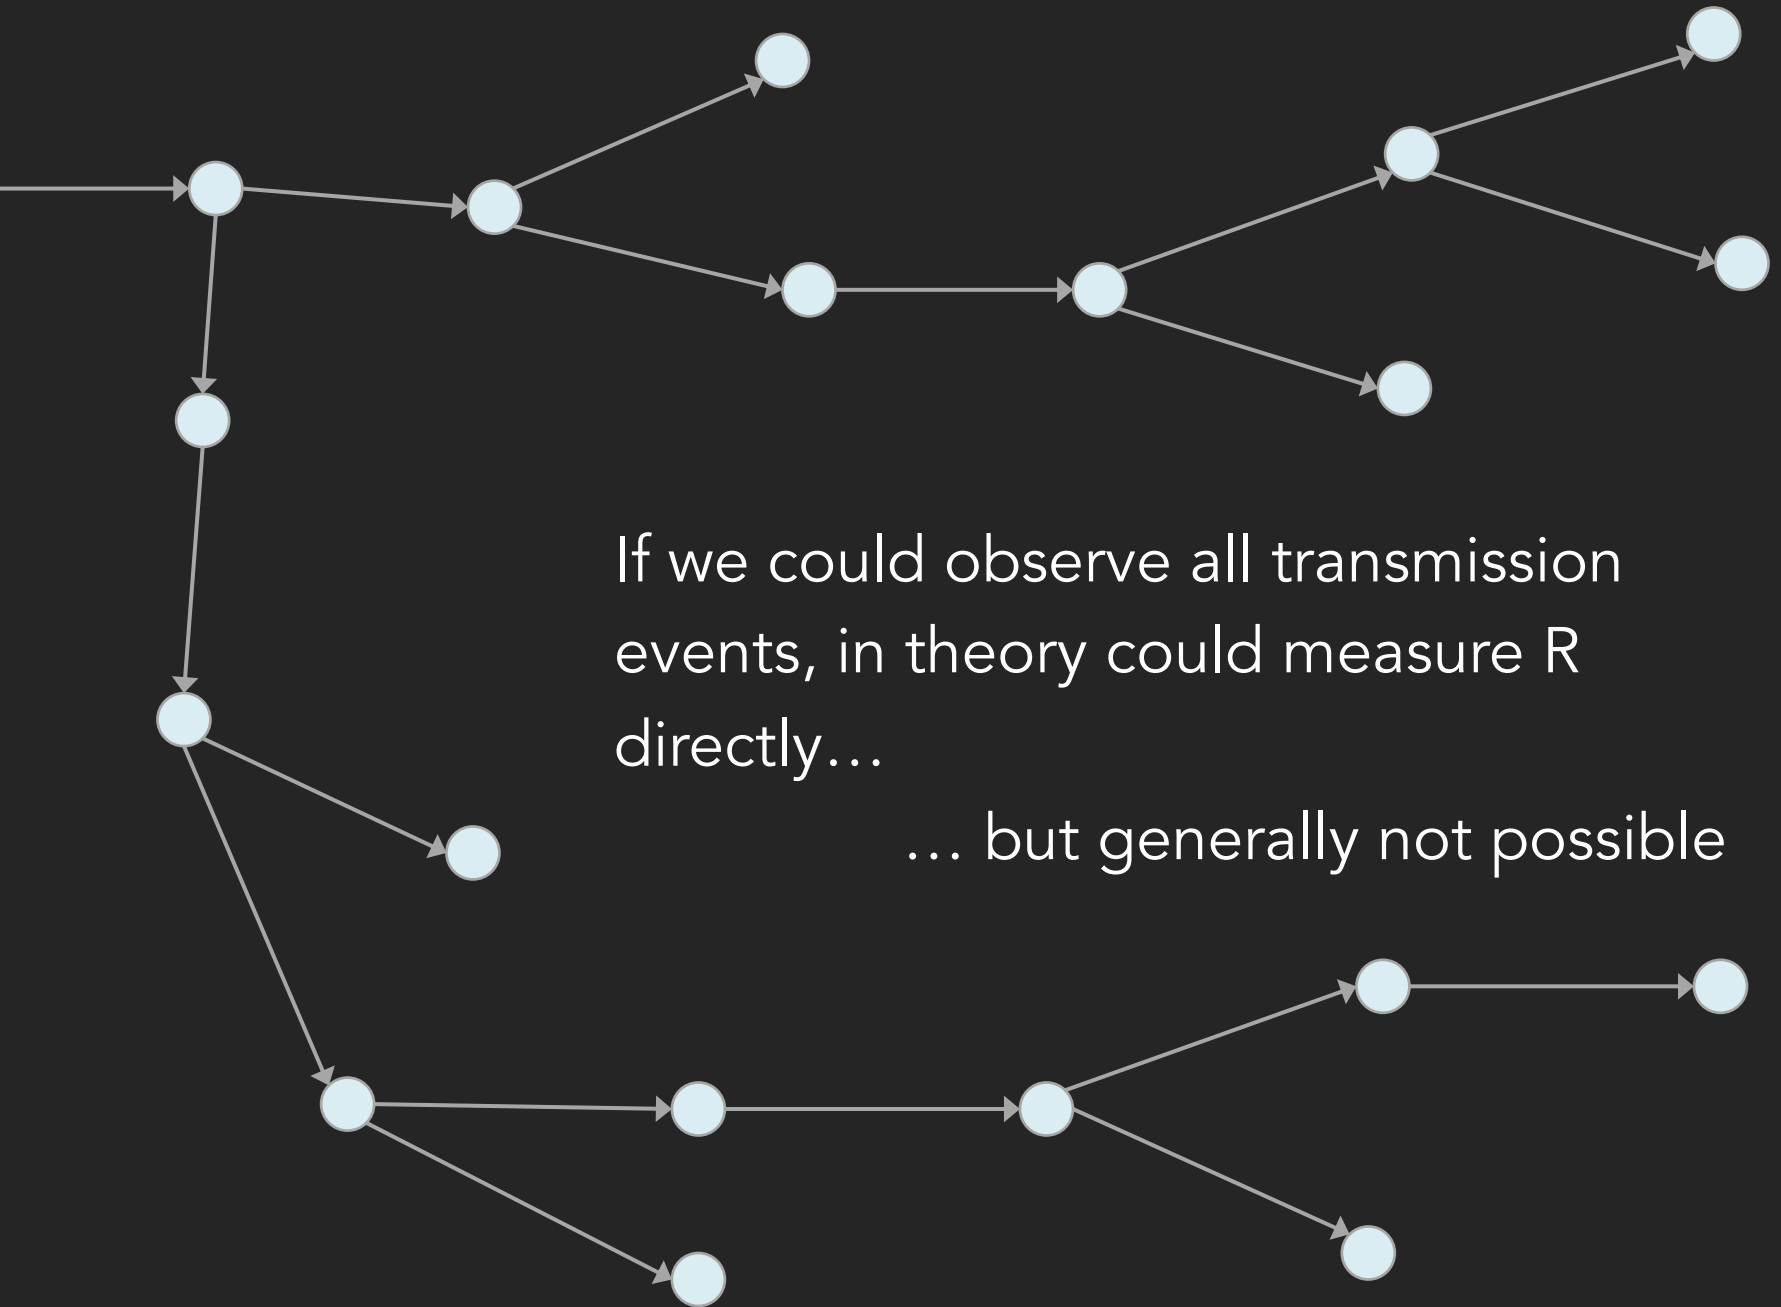 If we could observe all transmission
events, in theory could measure R
directly…
… but generally not possible